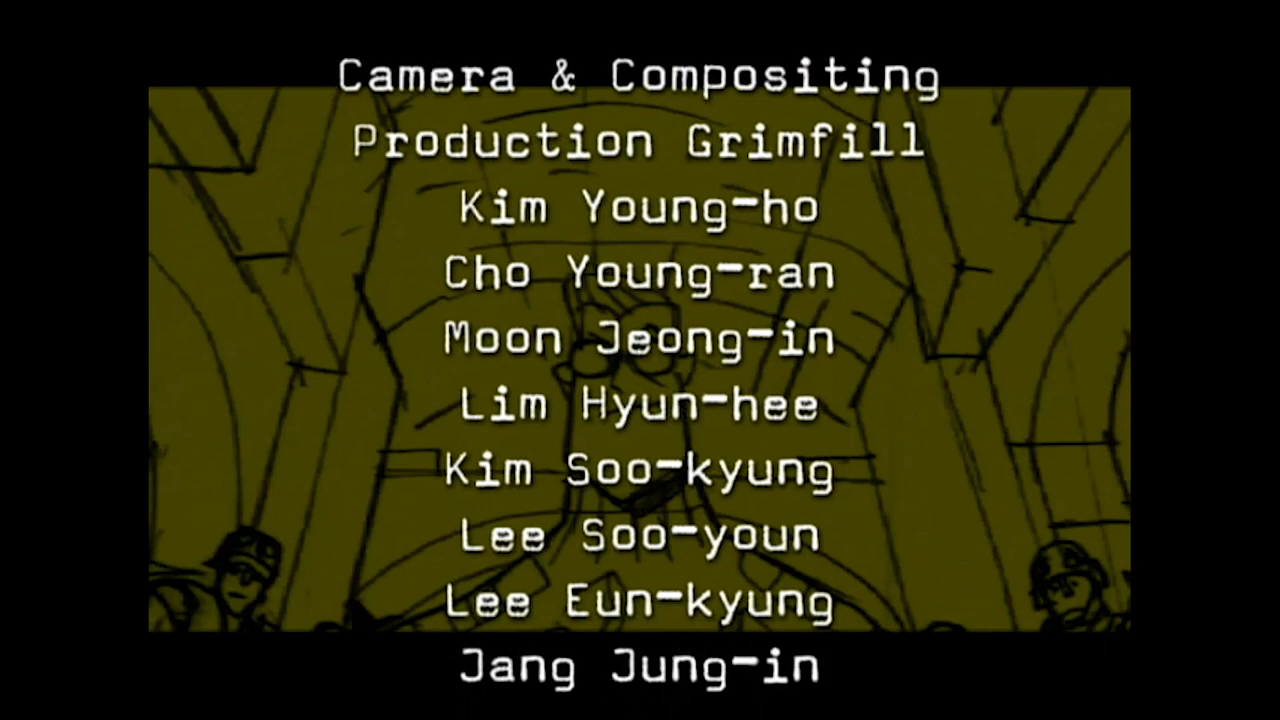 Camera & Compositing
Production Grimfill
Kim Young-ho
Cho Young-ran
Moon Jeong-in
Lim Hyun-hee
Kim Soo-kyung
Lee Soo-youn
Lee Eun-kyung
Jang Jung-in